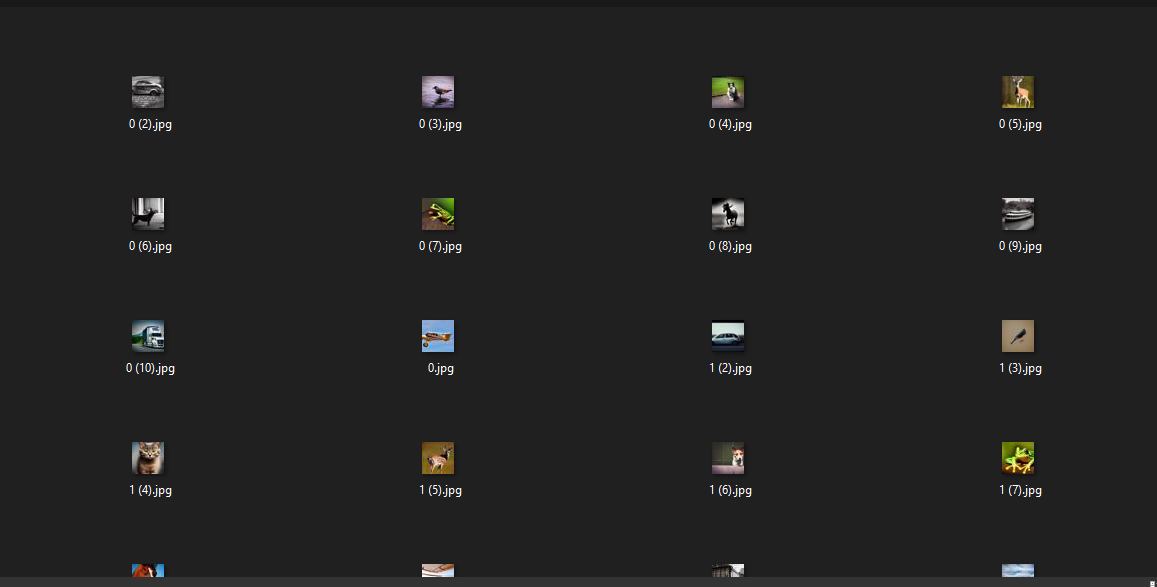 0 (2).jpg
0 (3).jpg
0 (4).jpg
0 (5).jpg
0 (6).jpg
0 (7).jpg
0 (8).jpg
0 (9).jpg
0 (10).jpg
0.jpg
1 (2).jpg
1 (3).jpg
1 (4).jpg
1 (5).jpg
1 (6).jpg
1 (7).jpg